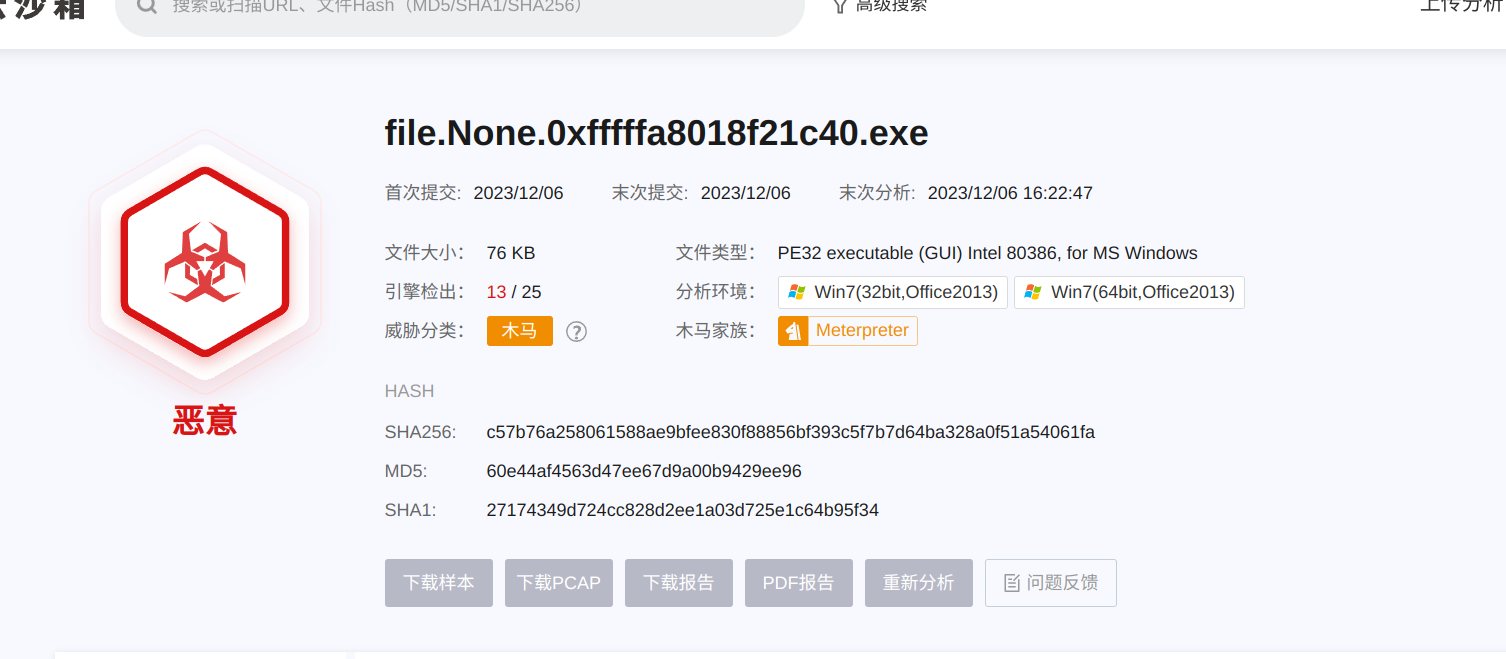 沙箱
搜索或扫描URL、文件Hash（MD5/SHA1/SHA256）
高级搜索
上传分析
file.None.0xfffffa8018f21c40.exe
首次提交: 2023/12/06 末次提交: 2023/12/06 末次分析: 2023/12/06 16:22:47
文件大小： 76 KB 文件类型： PE32 executable (GUI) Intel 80386, for MS Windows
引擎检出： 13 / 25 分析环境： Win7(32bit,Office2013) Win7(64bit,Office2013)
威胁分类： 木马 ? 木马家族： Meterpreter
恶意
HASH
SHA256: c57b76a258061588ae9bfee830f88856bf393c5f7b7d64ba328a0f51a54061fa
MD5: 60e44af4563d47ee67d9a00b9429ee96
SHA1: 27174349d724cc828d2ee1a03d725e1c64b95f34
下载样本 下载PCAP 下载报告 PDF报告 重新分析 问题反馈